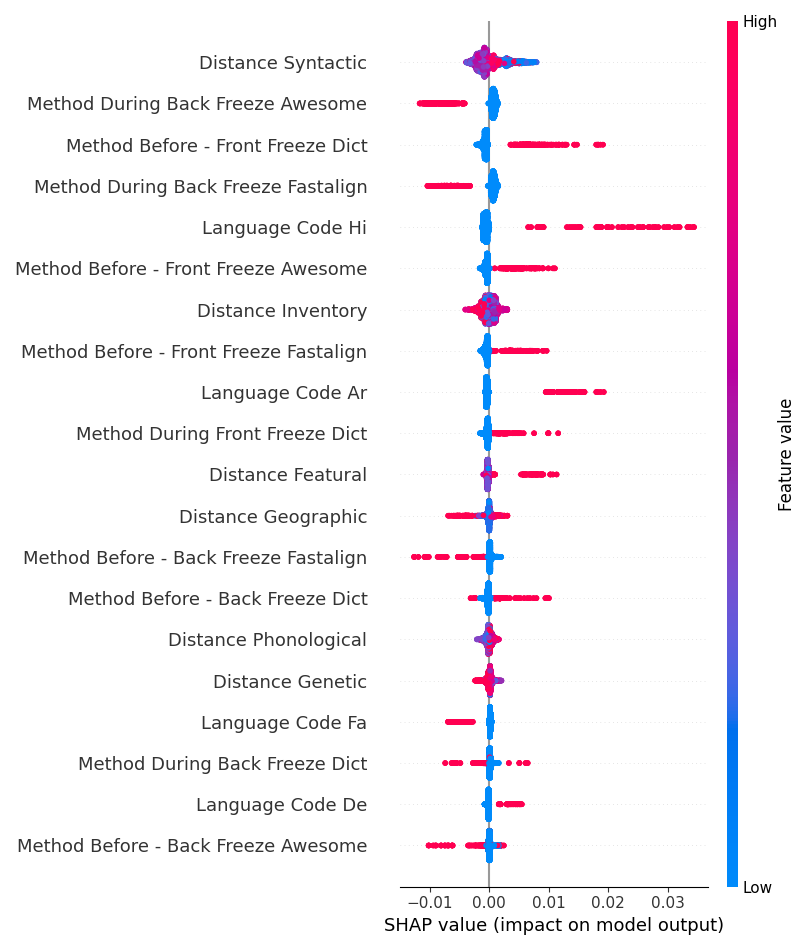 High
Distance Syntactic
Method During Back Freeze Awesome
Method Before - Front Freeze Dict
Method During Back Freeze Fastalign
Language Code Hi
Method Before - Front Freeze Awesome
Distance Inventory
Method Before - Front Freeze Fastalign
Language Code Ar
Method During Front Freeze Dict
Distance Featural
Distance Geographic
Method Before - Back Freeze Fastalign
Method Before - Back Freeze Dict
Distance Phonological
Distance Genetic
Language Code Fa
Method During Back Freeze Dict
Language Code De
Method Before - Back Freeze Awesome
Feature value
Low
−0.01 0.00 0.01 0.02 0.03
SHAP value (impact on model output)